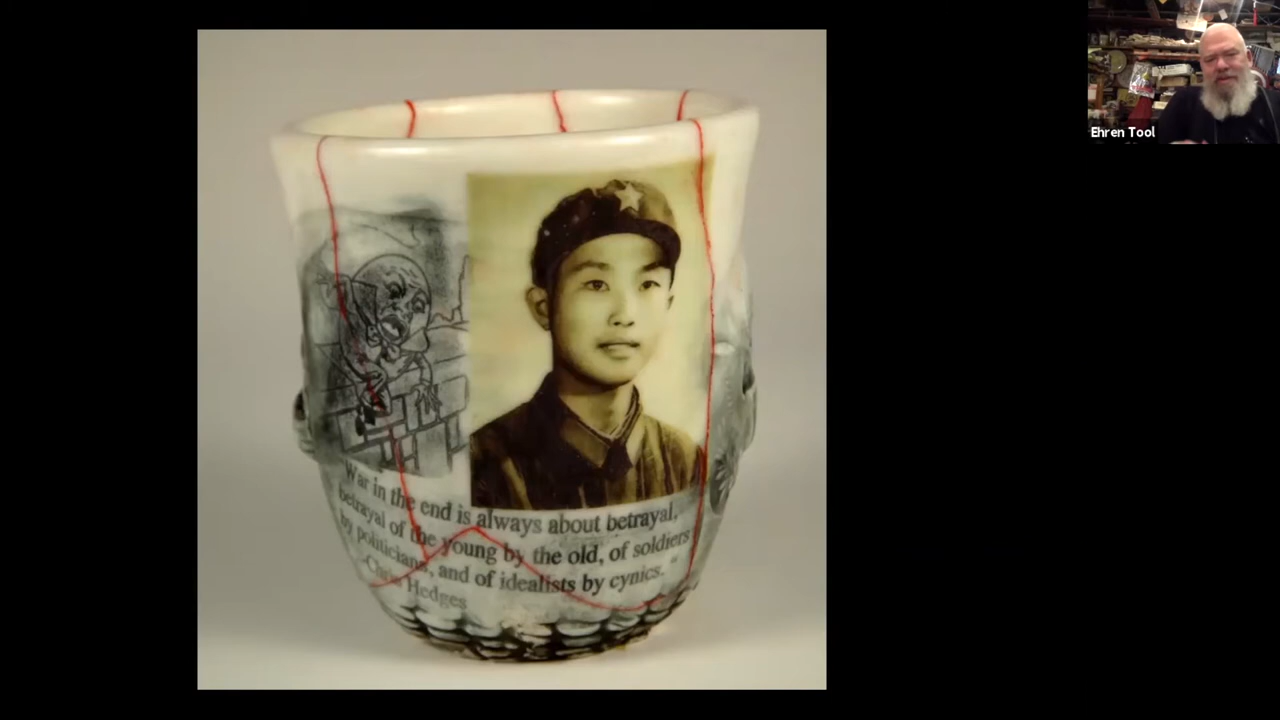 War in the end is always about betrayal,
betrayal of the young by the old, of soldiers
by politicians, and of idealists by cynics. "
-Chris Hedges
Ehren Tool